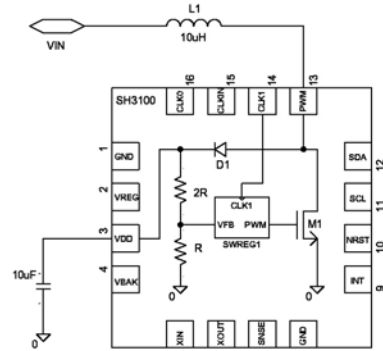 L1
VIN
10uH
16
15
14
13
SH3100
CLK0
CLKIN
CLK1
PWM
1
GND
D1
SDA
12
2
VREG
2R
CLK1
SCL
11
3
VDD
VFB
PWM
M1
NRST
10
R
SWREG1
10uF
4
VBAK
INT
9
0
0
0
XIN
XOUT
SNSE
GND